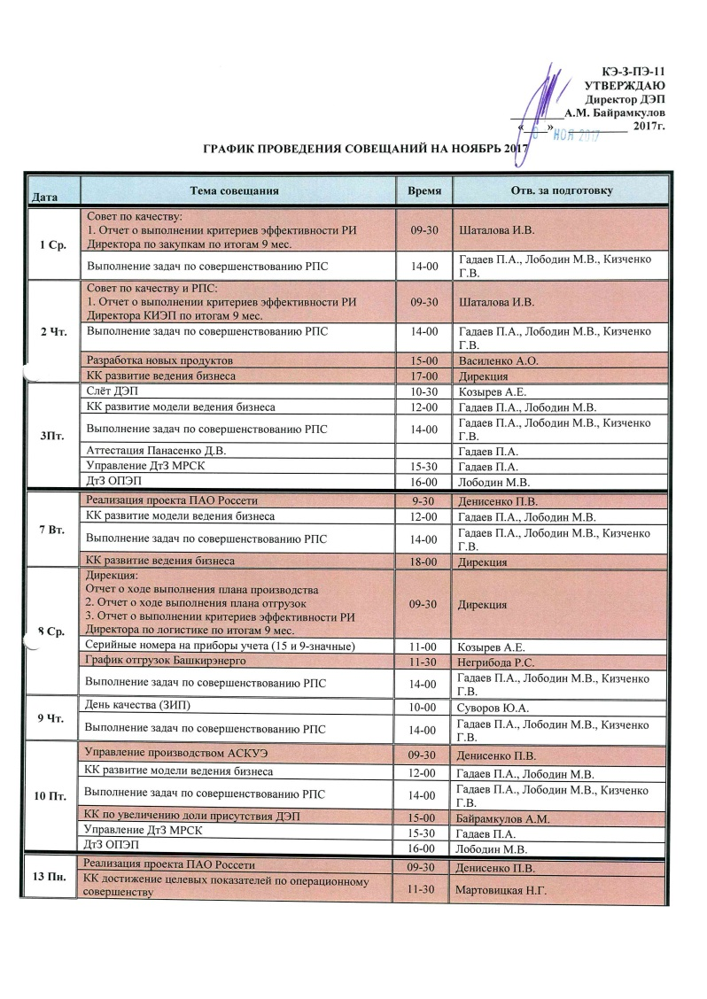 КЭ-3-ПЭ-11
УТВЕРЖДАЮ
Директор ДЭП
__________А.М. Байрамкулов
«____»____________ 2017г.
НОЯ 2017
ГРАФИК ПРОВЕДЕНИЯ СОВЕЩАНИЙ НА НОЯБРЬ 2017
Дата Тема совещания Время Отв. за подготовку
1 Ср.
Совет по качеству:
1. Отчет о выполнении критериев эффективности РИ
Директора по закупкам по итогам 9 мес.
09-30 Шаталова И.В.
Выполнение задач по совершенствованию РПС 14-00 Гадаев П.А., Лободин М.В., Кизченко
Г.В.
2 Чт.
Совет по качеству и РПС:
1. Отчет о выполнении критериев эффективности РИ
Директора КИЭП по итогам 9 мес.
09-30 Шаталова И.В.
Выполнение задач по совершенствованию РПС 14-00 Гадаев П.А., Лободин М.В., Кизченко
Г.В.
Разработка новых продуктов 15-00 Василенко А.О.
КК развитие ведения бизнеса 17-00 Дирекция
3Пт.
Слёт ДЭП 10-30 Козырев А.Е.
КК развитие модели ведения бизнеса 12-00 Гадаев П.А., Лободин М.В.
Выполнение задач по совершенствованию РПС 14-00 Гадаев П.А., Лободин М.В., Кизченко
Г.В.
Аттестация Панасенко Д.В. Гадаев П.А.
Управление ДтЗ МРСК 15-30 Гадаев П.А.
ДтЗ ОПЭП 16-00 Лободин М.В.
7 Вт.
Реализация проекта ПАО Россети 9-30 Денисенко П.В.
КК развитие модели ведения бизнеса 12-00 Гадаев П.А., Лободин М.В.
Выполнение задач по совершенствованию РПС 14-00 Гадаев П.А., Лободин М.В., Кизченко
Г.В.
КК развитие ведения бизнеса 18-00 Дирекция
8 Ср.
Дирекция:
Отчет о ходе выполнения плана производства
2. Отчет о ходе выполнения плана отгрузок
3. Отчет о выполнении критериев эффективности РИ
Директора по логистике по итогам 9 мес.
09-30 Дирекция
Серийные номера на приборы учета (15 и 9-значные) 11-00 Козырев А.Е.
График отгрузок Башкирэнерго 11-30 Негрибода Р.С.
Выполнение задач по совершенствованию РПС 14-00 Гадаев П.А., Лободин М.В., Кизченко
Г.В.
9 Чт.
День качества (ЗИП) 10-00 Суворов Ю.А.
Выполнение задач по совершенствованию РПС 14-00 Гадаев П.А., Лободин М.В., Кизченко
Г.В.
10 Пт.
Управление производством АСКУЭ 09-30 Денисенко П.В.
КК развитие модели ведения бизнеса 12-00 Гадаев П.А., Лободин М.В.
Выполнение задач по совершенствованию РПС 14-00 Гадаев П.А., Лободин М.В., Кизченко
Г.В.
КК по увеличению доли присутствия ДЭП 15-00 Байрамкулов А.М.
Управление ДтЗ МРСК 15-30 Гадаев П.А.
ДтЗ ОПЭП 16-00 Лободин М.В.
13 Пн.
Реализация проекта ПАО Россети 09-30 Денисенко П.В.
КК достижение целевых показателей по операционному
совершенству
11-30 Мартовицкая Н.Г.